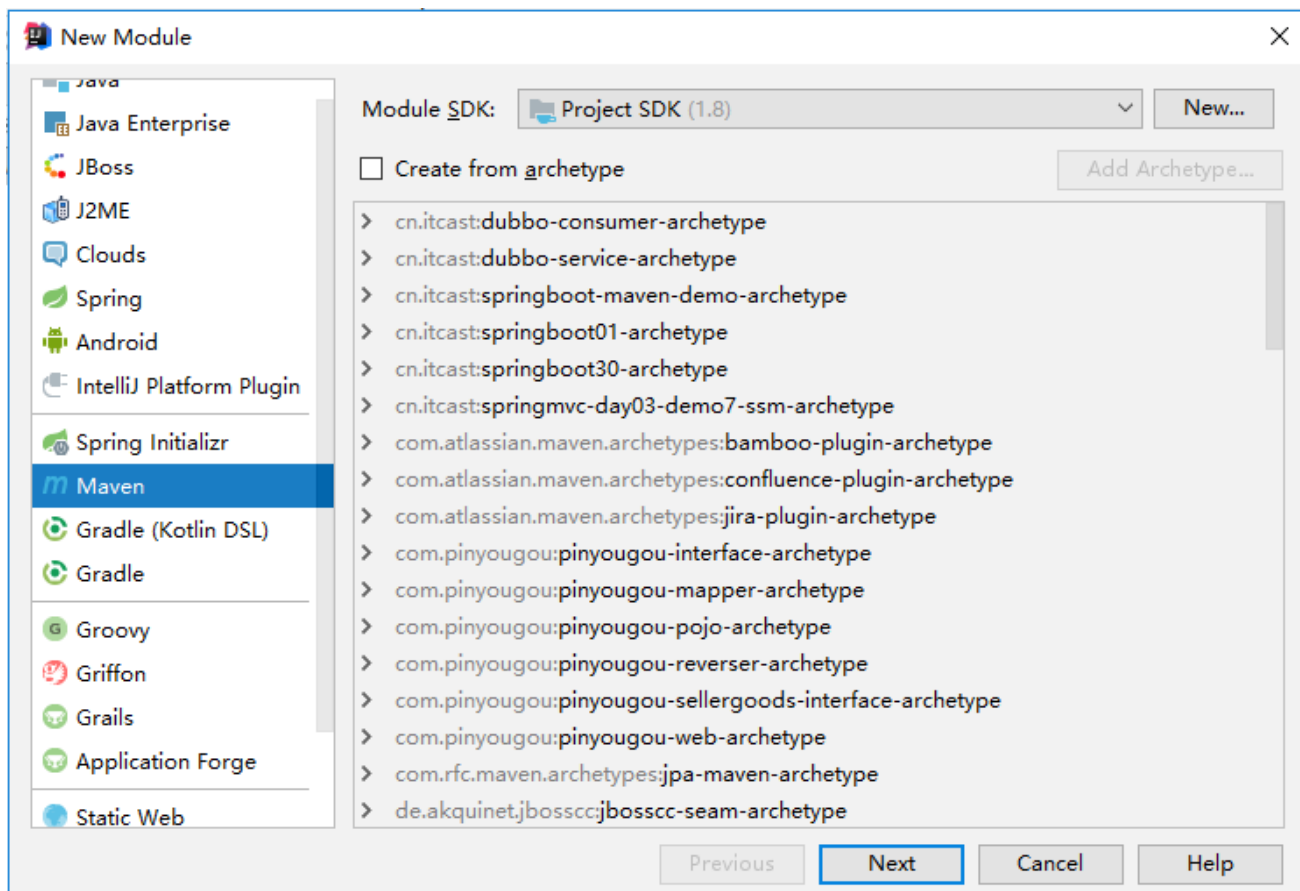 New Module
Java
Java Enterprise
JBoss
J2ME
Clouds
Spring
Android
IntelliJ Platform Plugin
Spring Initializr
Maven
Gradle (Kotlin DSL)
Gradle
Groovy
Griffon
Grails
Application Forge
Static Web
Module SDK: Project SDK (1.8) New...
Create from archetype Add Archetype...
cn.itcast:dubbo-consumer-archetype
cn.itcast:dubbo-service-archetype
cn.itcast:springboot-maven-demo-archetype
cn.itcast:springboot01-archetype
cn.itcast:springboot30-archetype
cn.itcast:springmvc-day03-demo7-ssm-archetype
com.atlassian.maven.archetypes:bamboo-plugin-archetype
com.atlassian.maven.archetypes:confluence-plugin-archetype
com.atlassian.maven.archetypes:jira-plugin-archetype
com.pinyougou:pinyougou-interface-archetype
com.pinyougou:pinyougou-mapper-archetype
com.pinyougou:pinyougou-pojo-archetype
com.pinyougou:pinyougou-reverser-archetype
com.pinyougou:pinyougou-sellergoods-interface-archetype
com.pinyougou:pinyougou-web-archetype
com.rfc.maven.archetypes:jpa-maven-archetype
de.akquinet.jbosscc:jbosscc-seam-archetype
Previous Next Cancel Help